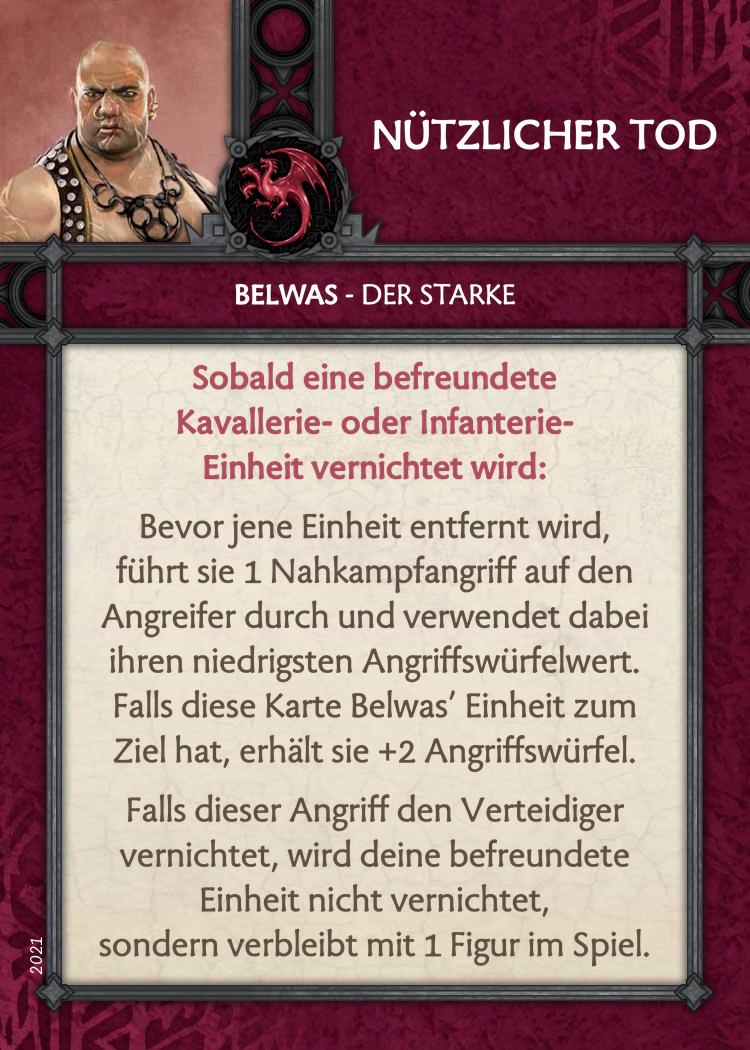 NÜTZLICHER TOD
BELWAS - DER STARKE
Sobald eine befreundete
Kavallerie- oder Infanterie-
Einheit vernichtet wird:
Bevor jene Einheit entfernt wird,
führt sie 1 Nahkampfangriff auf den
Angreifer durch und verwendet dabei
ihren niedrigsten Angriffswürfelwert.
Falls diese Karte Belwas’ Einheit zum
Ziel hat, erhält sie +2 Angriffswürfel.
Falls dieser Angriff den Verteidiger
vernichtet, wird deine befreundete
Einheit nicht vernichtet,
sondern verbleibt mit 1 Figur im Spiel.
2021